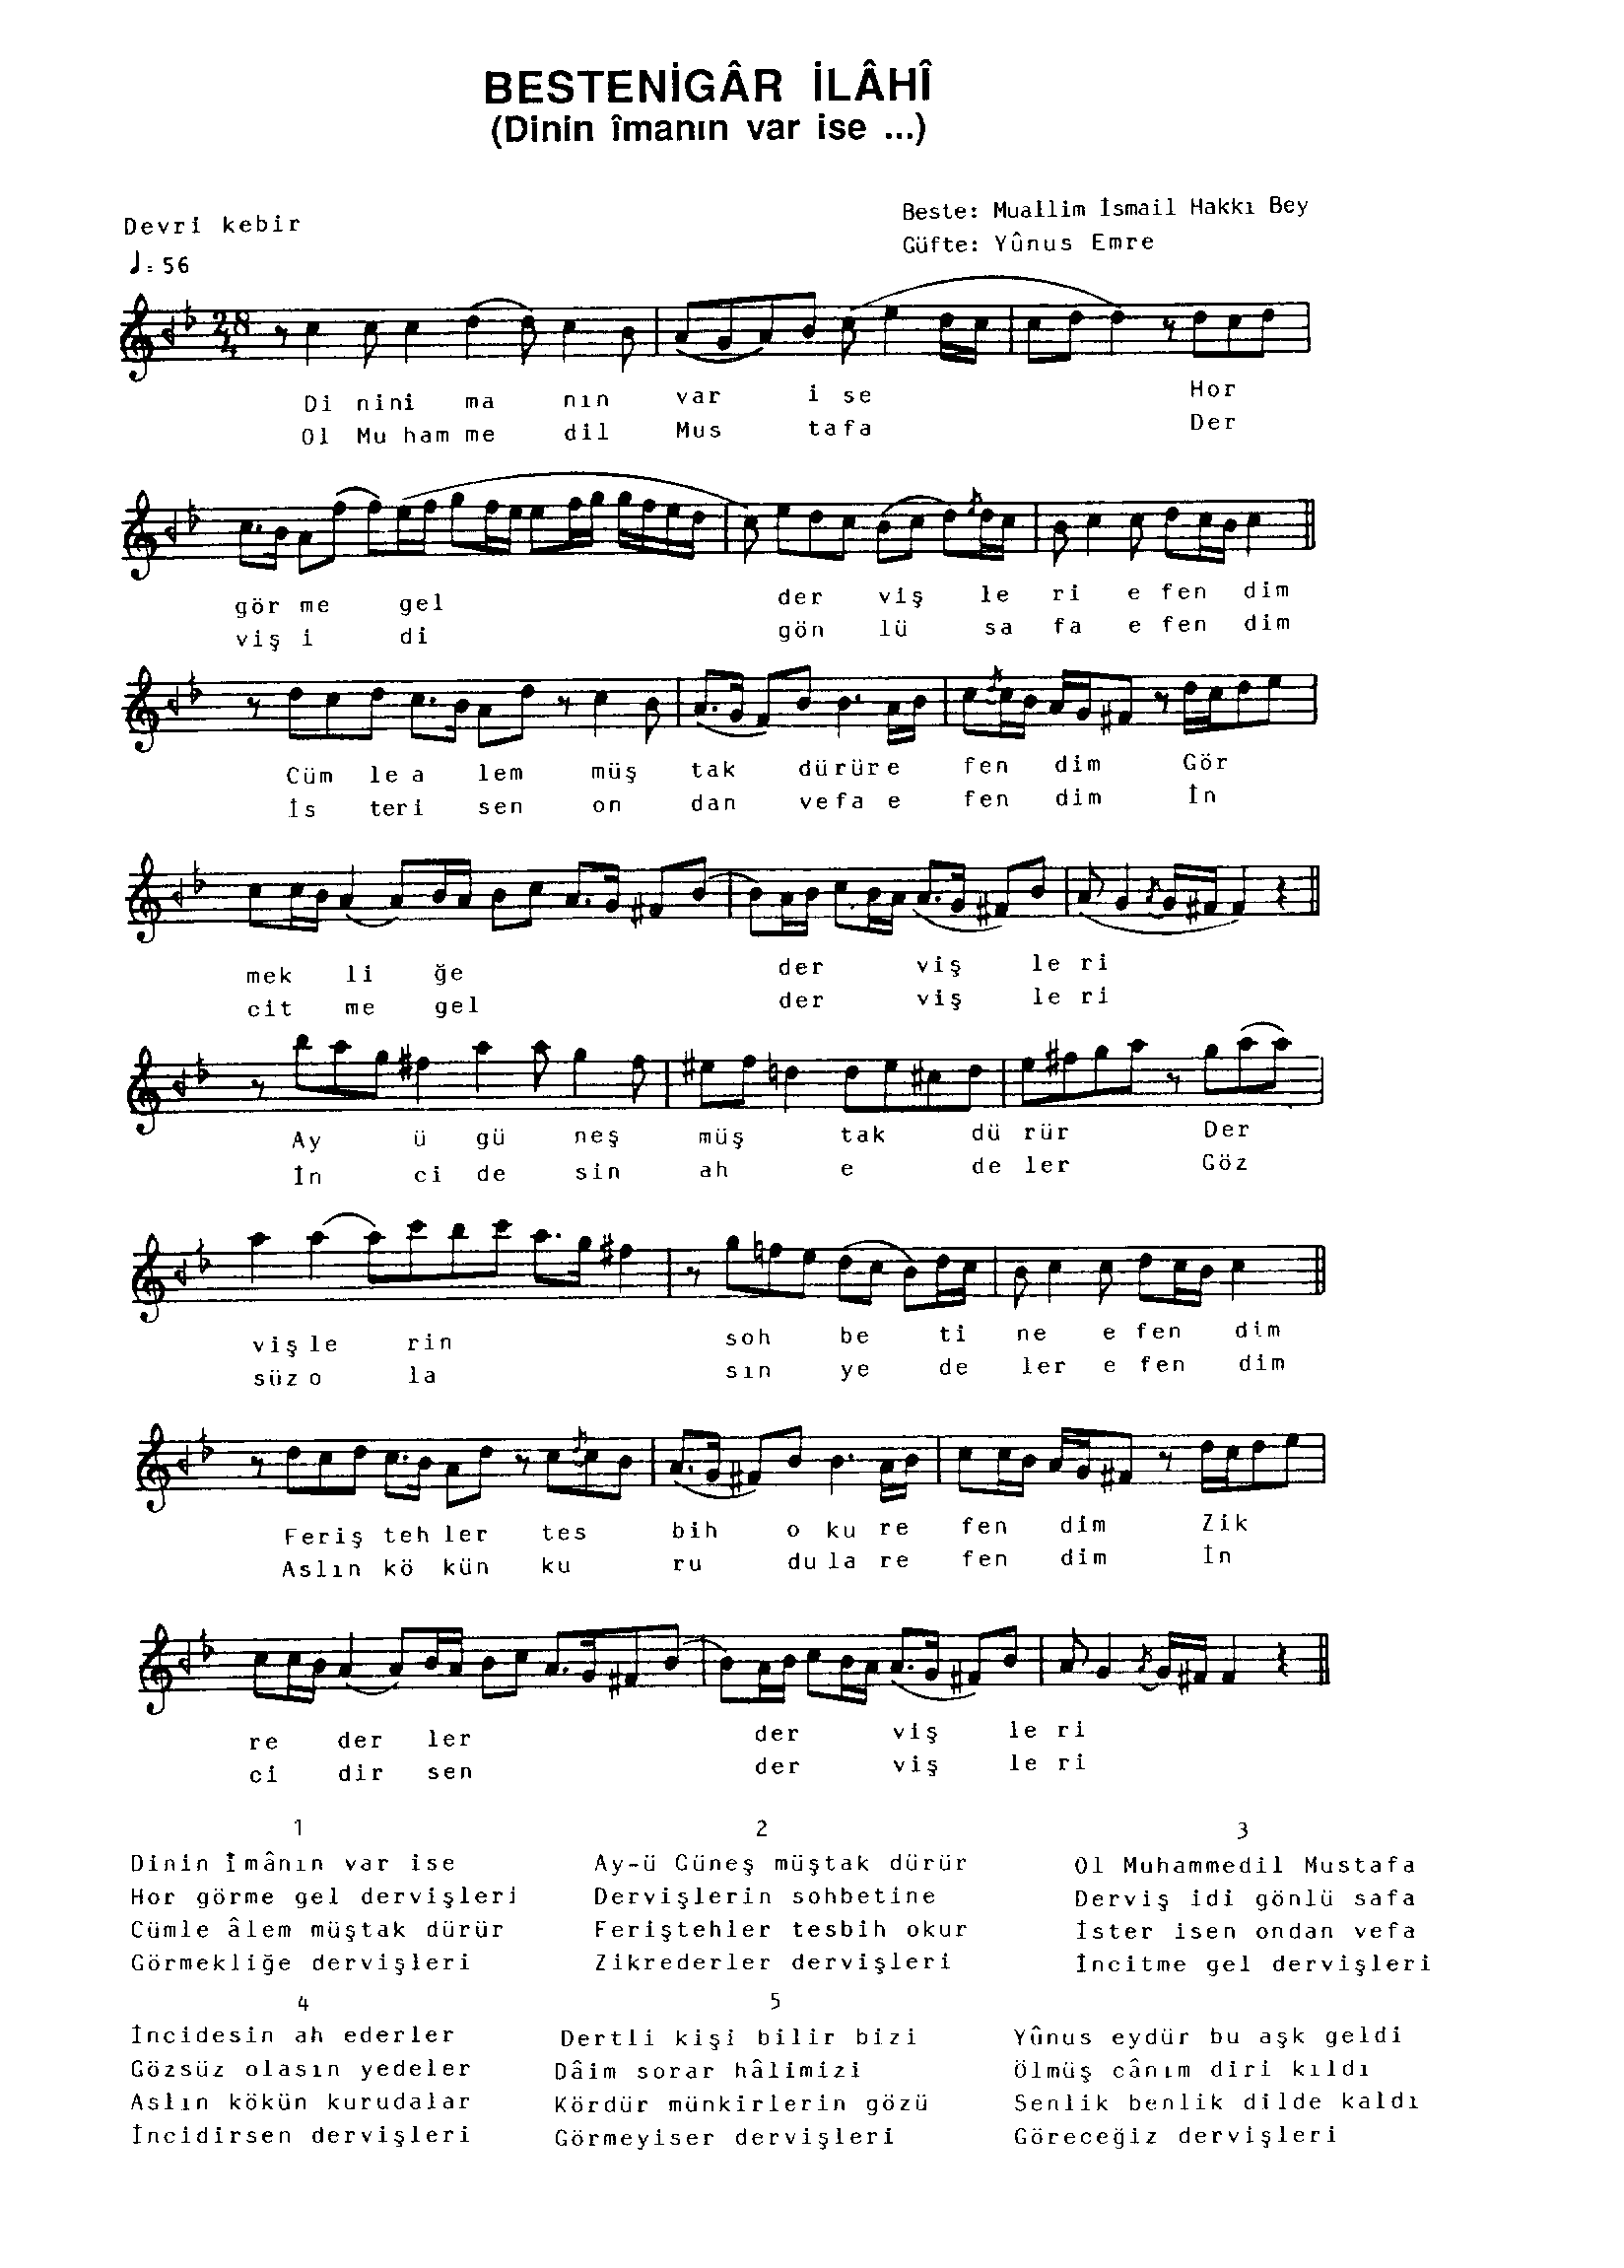 BESTENİGÂR İLÂHÎ
(Dinin îmanın var ise ...)
Devri kebir
Beste: Muallim İsmail Hakkı Bey
Güfte: Yûnus Emre
♩=56
28
4
Di nini ma nın var i se Hor
Ol Mu ham me dil Mus tafa Der
gör me gel der viş le ri e fen dim
viş i di gön lü sa fa e fen dim
Cüm le a lem müş tak dürür e fen dim Gör
İs teri sen on dan vefa e fen dim İn
mek li ğe der viş le ri
cit me gel der viş le ri
Ay ü gü neş müş tak dü rür Der
İn ci de sin ah e de ler Göz
viş le rin soh be ti ne e fen dim
süz o la sın ye de ler e fen dim
Feriş teh ler tes bih o ku re fen dim Zik
Aslın kö kün ku ru du la re fen dim İn
re der ler der viş le ri
ci dir sen der viş le ri
1
Dinin Îmânın var ise
Hor görme gel dervişleri
Cümle âlem müştak dürür
Görmekliğe dervişleri
2
Ay-ü Güneş müştak dürür
Dervişlerin sohbetine
Feriştehler tesbih okur
Zikrederler dervişleri
3
Ol Muhammedil Mustafa
Derviş idi gönlü safa
İster isen ondan vefa
İncitme gel dervişleri
4
İncidesin ah ederler
Gözsüz olasın yedeler
Aslın kökün kurudalar
İncidirsen dervişleri
5
Dertli kişi bilir bizi
Dâim sorar hâlimizi
Kördür münkirlerin gözü
Görmeyiser dervişleri
Yûnus eydür bu aşk geldi
Ölmüş cânım diri kıldı
Senlik benlik dilde kaldı
Göreceğiz dervişleri